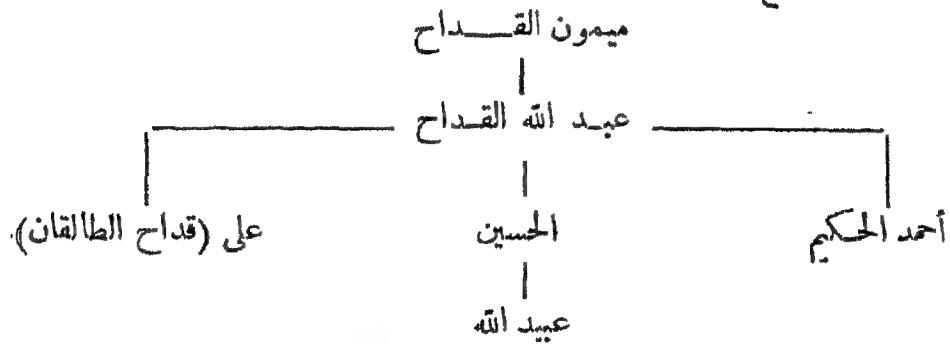 ميمون القداح
عبد الله القداح
أحمد الحكيم
الحسين
على (قداح الطالقان).
عبيد الله